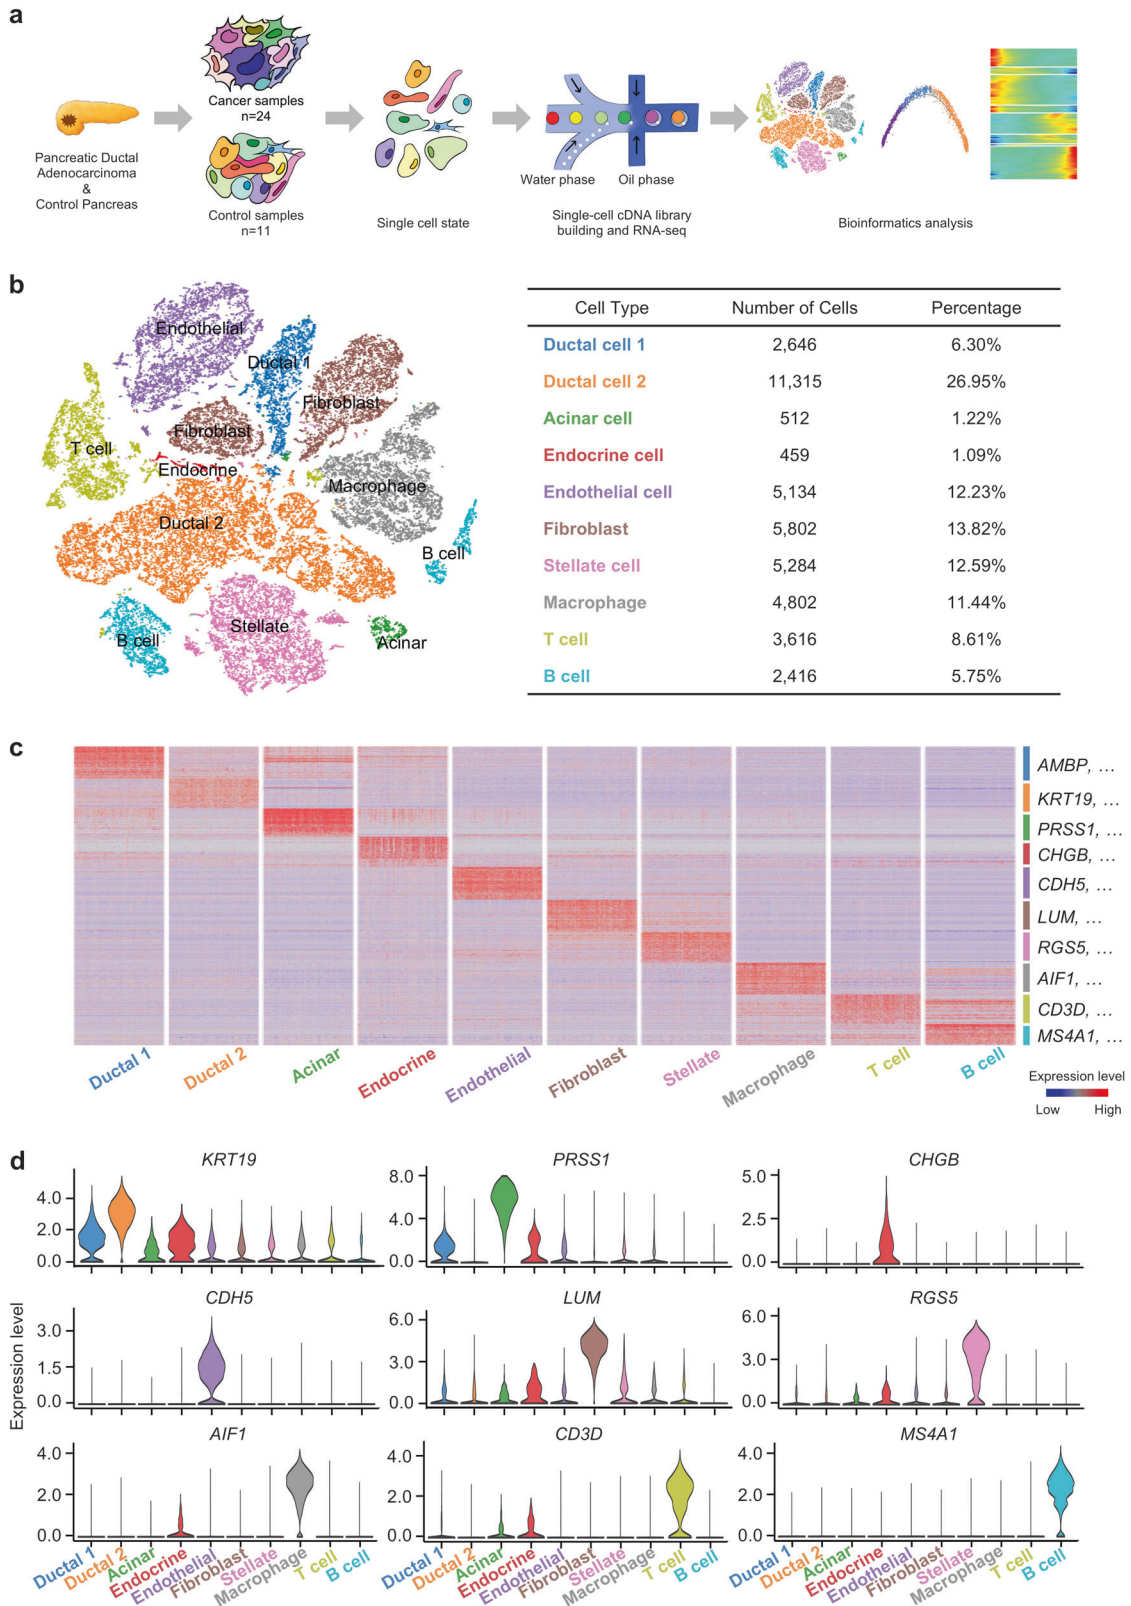 a
Cancer samples
n=24
Pancreatic Ductal
Adenocarcinoma
&
Control Pancreas
Control samples
n=11
Single cell state
Water phase
Oil phase
Single-cell cDNA library
building and RNA-seq
Bioinformatics analysis
b
Endothelial
Ductal 1
Fibroblast
Fibroblast
T cell
Endocrine
Macrophage
Ductal 2
B cell
B cell
Stellate
Acinar
Cell Type Number of Cells Percentage
Ductal cell 1 2,646 6.30%
Ductal cell 2 11,315 26.95%
Acinar cell 512 1.22%
Endocrine cell 459 1.09%
Endothelial cell 5,134 12.23%
Fibroblast 5,802 13.82%
Stellate cell 5,284 12.59%
Macrophage 4,802 11.44%
T cell 3,616 8.61%
B cell 2,416 5.75%
c
AMBP, ...
KRT19, ...
PRSS1, ...
CHGB, ...
CDH5, ...
LUM, ...
RGS5, ...
AIF1, ...
CD3D, ...
MS4A1, ...
Ductal 1 Ductal 2 Acinar Endocrine Endothelial Fibroblast Stellate Macrophage T cell B cell
Expression level
Low High
d
Expression level
KRT19
4.0
2.0
0.0
PRSS1
8.0
4.0
0.0
CHGB
5.0
2.5
0.0
CDH5
3.0
1.5
0.0
LUM
6.0
3.0
0.0
RGS5
6.0
3.0
0.0
AIF1
4.0
2.0
0.0
CD3D
4.0
2.0
0.0
MS4A1
4.0
2.0
0.0
Ductal 1 Ductal 2 Acinar Endocrine Endothelial Fibroblast Stellate Macrophage T cell B cell
Ductal 1 Ductal 2 Acinar Endocrine Endothelial Fibroblast Stellate Macrophage T cell B cell
Ductal 1 Ductal 2 Acinar Endocrine Endothelial Fibroblast Stellate Macrophage T cell B cell